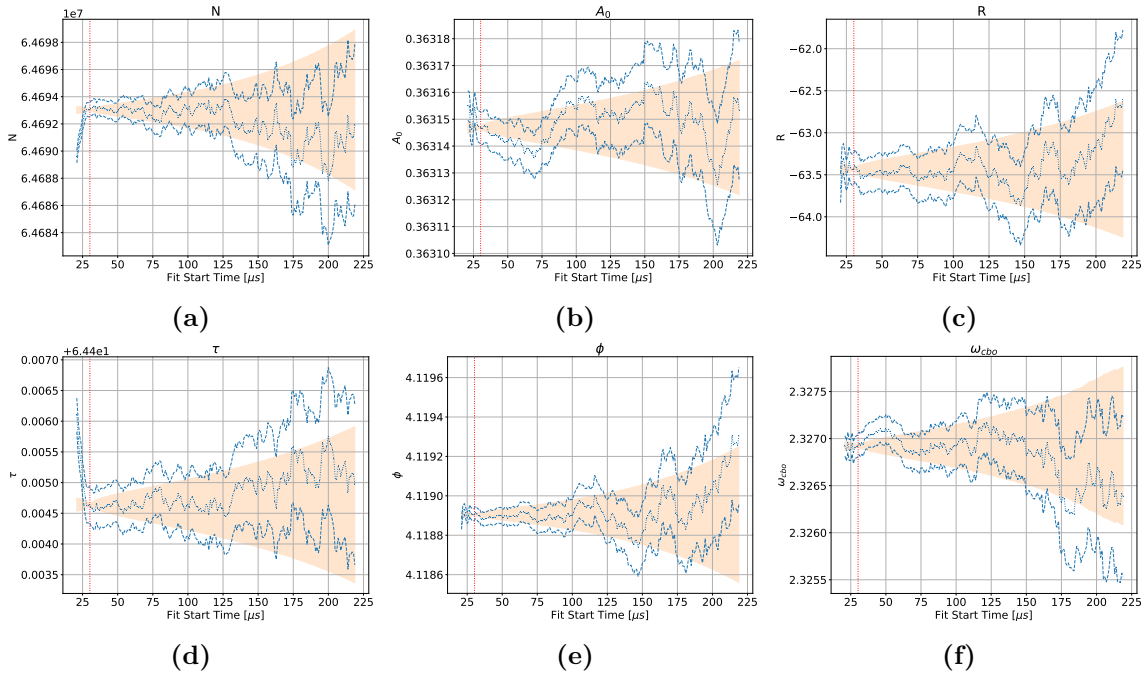 N
1e7
6.4698
6.4696
6.4694
6.4692
6.4690
6.4688
6.4686
6.4684
N
25 50 75 100 125 150 175 200 225
Fit Start Time [μs]
(a)
A₀
0.36318
0.36316
0.36315
0.36314
0.36313
0.36312
0.36310
A₀
25 50 75 100 125 150 175 200 225
Fit Start Time [μs]
(b)
R
−62.0
−62.5
−63.0
−63.5
−64.0
R
25 50 75 100 125 150 175 200 225
Fit Start Time [μs]
(c)
τ
+6.44e1
0.0070
0.0065
0.0060
0.0055
0.0050
0.0045
0.0040
0.0035
τ
25 50 75 100 125 150 175 200 225
Fit Start Time [μs]
(d)
ϕ
4.1196
4.1194
4.1192
4.1190
4.1188
4.1186
ϕ
25 50 75 100 125 150 175 200 225
Fit Start Time [μs]
(e)
ω_cbo
2.3275
2.3270
2.3265
2.3260
2.3255
ω_cbo
25 50 75 100 125 150 175 200 225
Fit Start Time [μs]
(f)